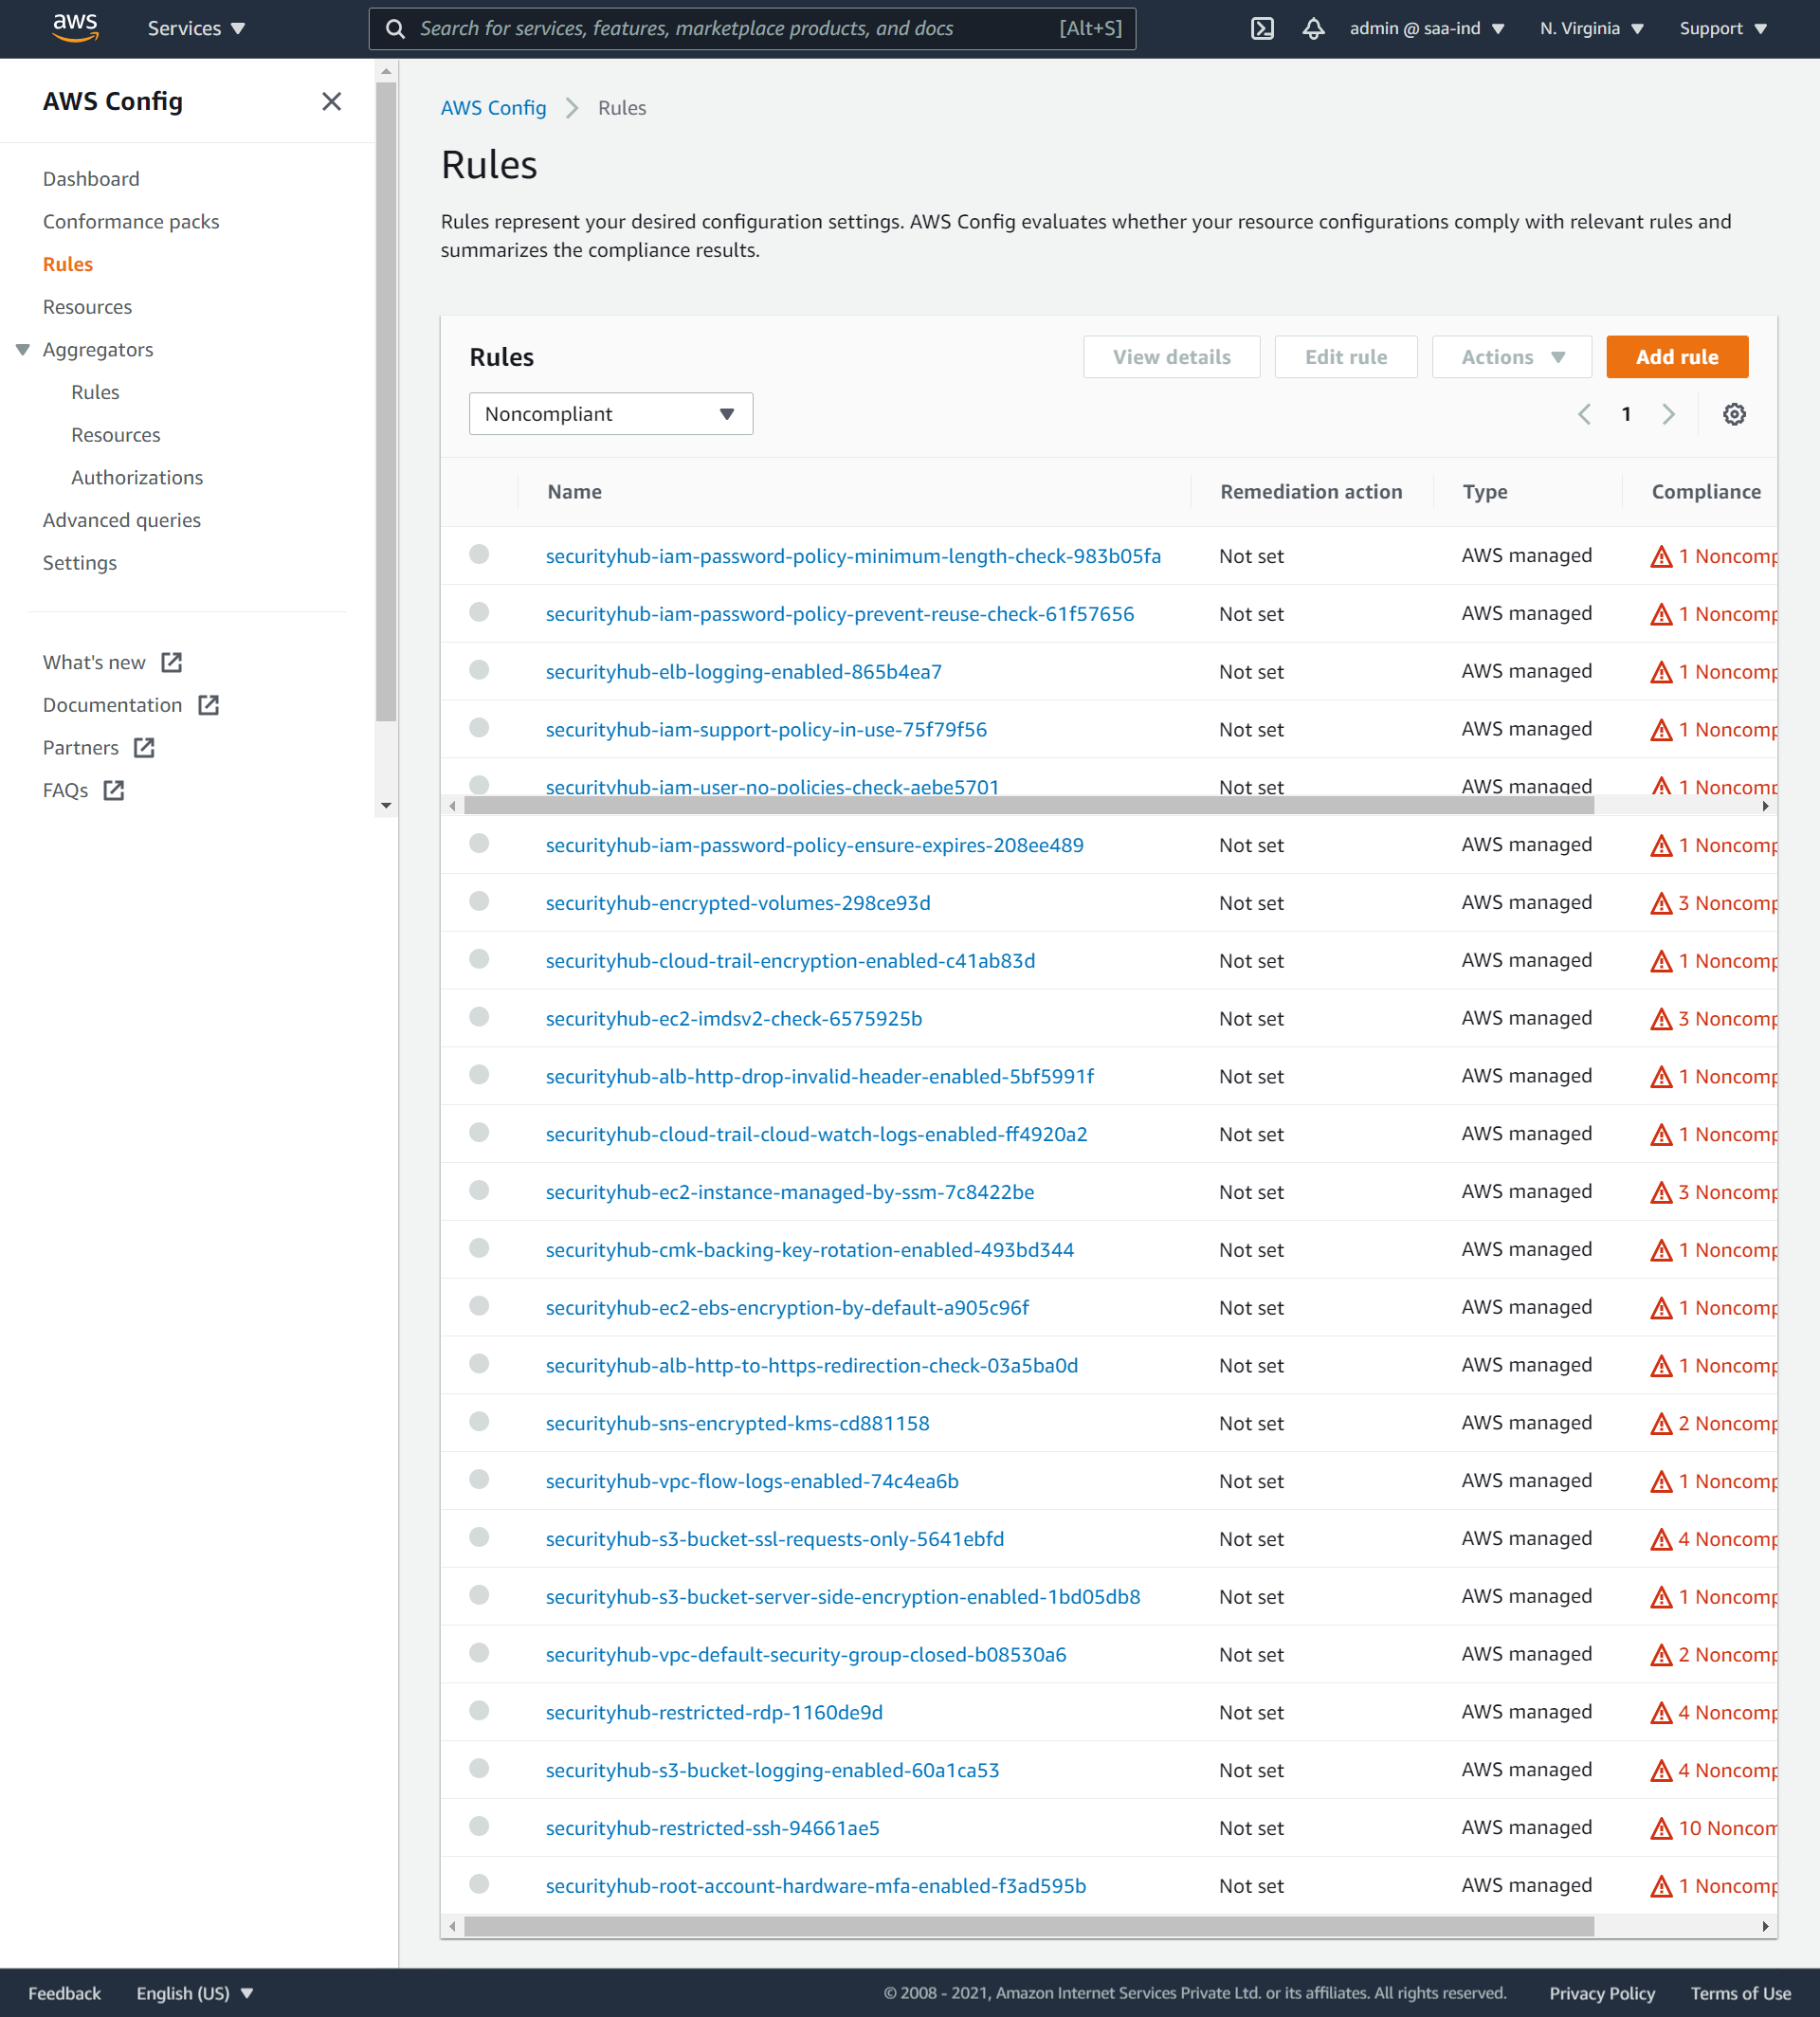 aws Services Search for services, features, marketplace products, and docs [Alt+S] admin @ saa-ind N. Virginia Support
AWS Config
Dashboard
Conformance packs
Rules
Resources
Aggregators
Rules
Resources
Authorizations
Advanced queries
Settings
What's new
Documentation
Partners
FAQs
AWS Config Rules
Rules
Rules represent your desired configuration settings. AWS Config evaluates whether your resource configurations comply with relevant rules and
summarizes the compliance results.
Rules View details Edit rule Actions Add rule
Noncompliant 1
Name Remediation action Type Compliance
securityhub-iam-password-policy-minimum-length-check-983b05fa Not set AWS managed 1 Noncomp
securityhub-iam-password-policy-prevent-reuse-check-61f57656 Not set AWS managed 1 Noncomp
securityhub-elb-logging-enabled-865b4ea7 Not set AWS managed 1 Noncomp
securityhub-iam-support-policy-in-use-75f79f56 Not set AWS managed 1 Noncomp
securityhub-iam-user-no-policies-check-aebe5701 Not set AWS managed 1 Noncomp
securityhub-iam-password-policy-ensure-expires-208ee489 Not set AWS managed 1 Noncomp
securityhub-encrypted-volumes-298ce93d Not set AWS managed 3 Noncomp
securityhub-cloud-trail-encryption-enabled-c41ab83d Not set AWS managed 1 Noncomp
securityhub-ec2-imdsv2-check-6575925b Not set AWS managed 3 Noncomp
securityhub-alb-http-drop-invalid-header-enabled-5bf5991f Not set AWS managed 1 Noncomp
securityhub-cloud-trail-cloud-watch-logs-enabled-ff4920a2 Not set AWS managed 1 Noncomp
securityhub-ec2-instance-managed-by-ssm-7c8422be Not set AWS managed 3 Noncomp
securityhub-cmk-backing-key-rotation-enabled-493bd344 Not set AWS managed 1 Noncomp
securityhub-ec2-ebs-encryption-by-default-a905c96f Not set AWS managed 1 Noncomp
securityhub-alb-http-to-https-redirection-check-03a5ba0d Not set AWS managed 1 Noncomp
securityhub-sns-encrypted-kms-cd881158 Not set AWS managed 2 Noncomp
securityhub-vpc-flow-logs-enabled-74c4ea6b Not set AWS managed 1 Noncomp
securityhub-s3-bucket-ssl-requests-only-5641ebfd Not set AWS managed 4 Noncomp
securityhub-s3-bucket-server-side-encryption-enabled-1bd05db8 Not set AWS managed 1 Noncomp
securityhub-vpc-default-security-group-closed-b08530a6 Not set AWS managed 2 Noncomp
securityhub-restricted-rdp-1160de9d Not set AWS managed 4 Noncomp
securityhub-s3-bucket-logging-enabled-60a1ca53 Not set AWS managed 4 Noncomp
securityhub-restricted-ssh-94661ae5 Not set AWS managed 10 Noncom
securityhub-root-account-hardware-mfa-enabled-f3ad595b Not set AWS managed 1 Noncomp
Feedback English (US) © 2008 - 2021, Amazon Internet Services Private Ltd. or its affiliates. All rights reserved. Privacy Policy Terms of Use